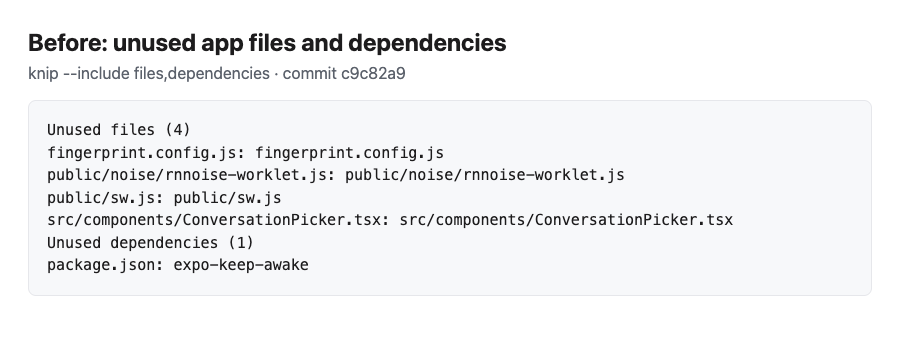 Before: unused app files and dependencies
knip --include files,dependencies · commit c9c82a9
Unused files (4)
fingerprint.config.js: fingerprint.config.js
public/noise/rnnoise-worklet.js: public/noise/rnnoise-worklet.js
public/sw.js: public/sw.js
src/components/ConversationPicker.tsx: src/components/ConversationPicker.tsx
Unused dependencies (1)
package.json: expo-keep-awake